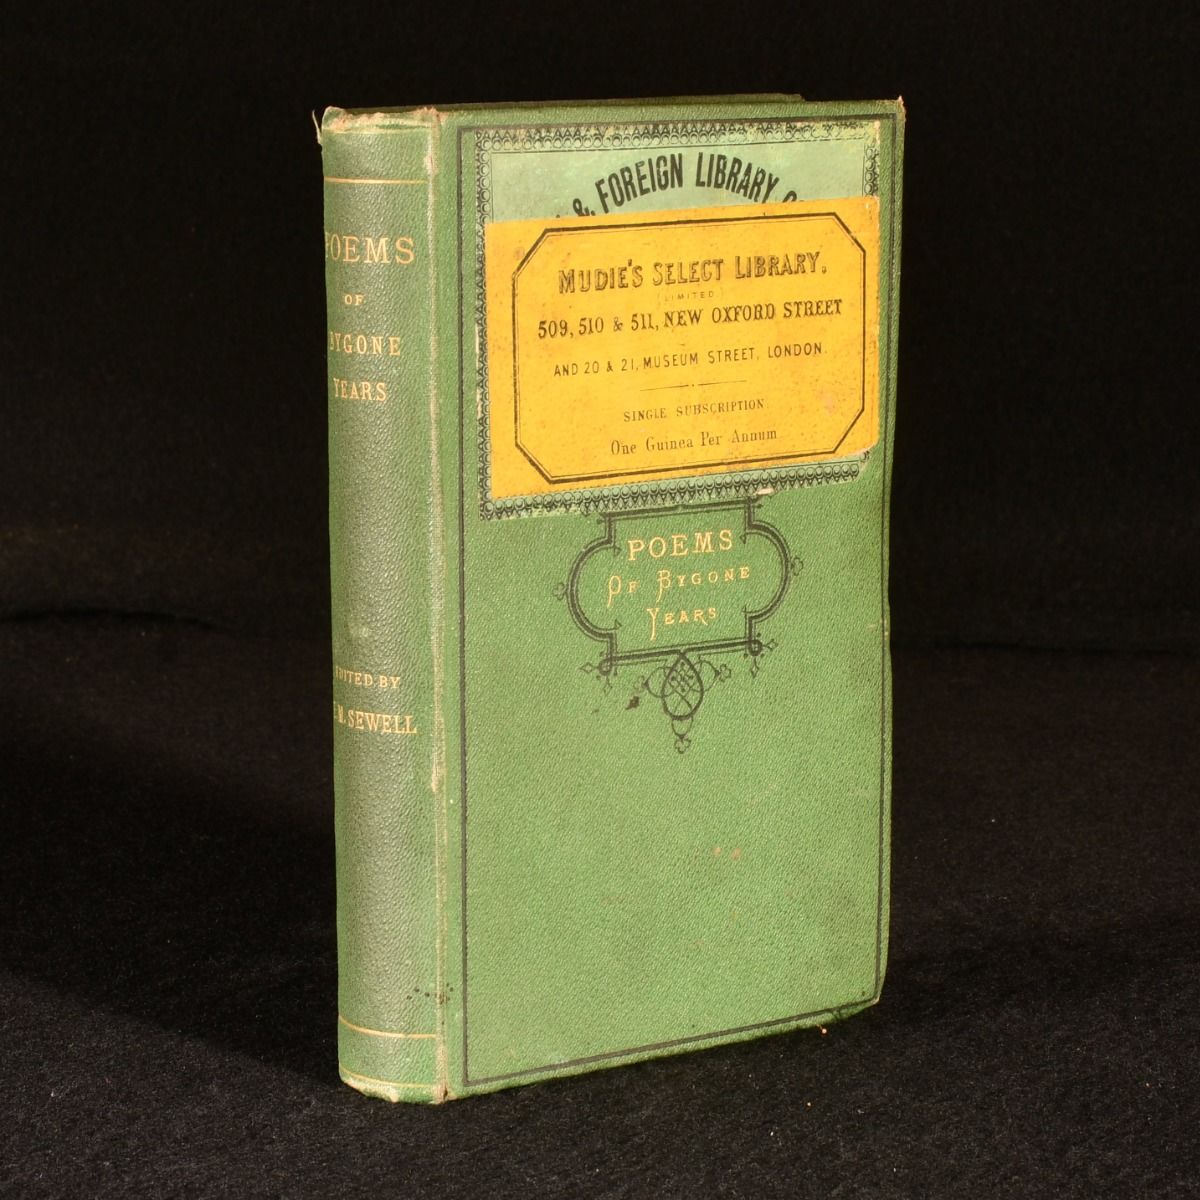 POEMS
OF
BYGONE
YEARS
EDITED BY
M. SEWELL
& FOREIGN LIBRARY
MUDIE'S SELECT LIBRARY.
(LIMITED.)
509, 510 & 511, NEW OXFORD STREET
AND 20 & 21, MUSEUM STREET, LONDON.
SINGLE SUBSCRIPTION.
One Guinea Per Annum
POEMS
OF BYGONE
YEARS